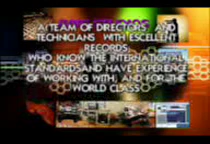 A TEAM OF DIRECTORS AND
TECHNICIANS WITH ESCELLENT
RECORDS,
WHO KNOW THE INTERNATIONAL
STANDARDS AND HAVE EXPERIENCE
OF WORKING WITH, AND FOR THE
WORLD CLASS